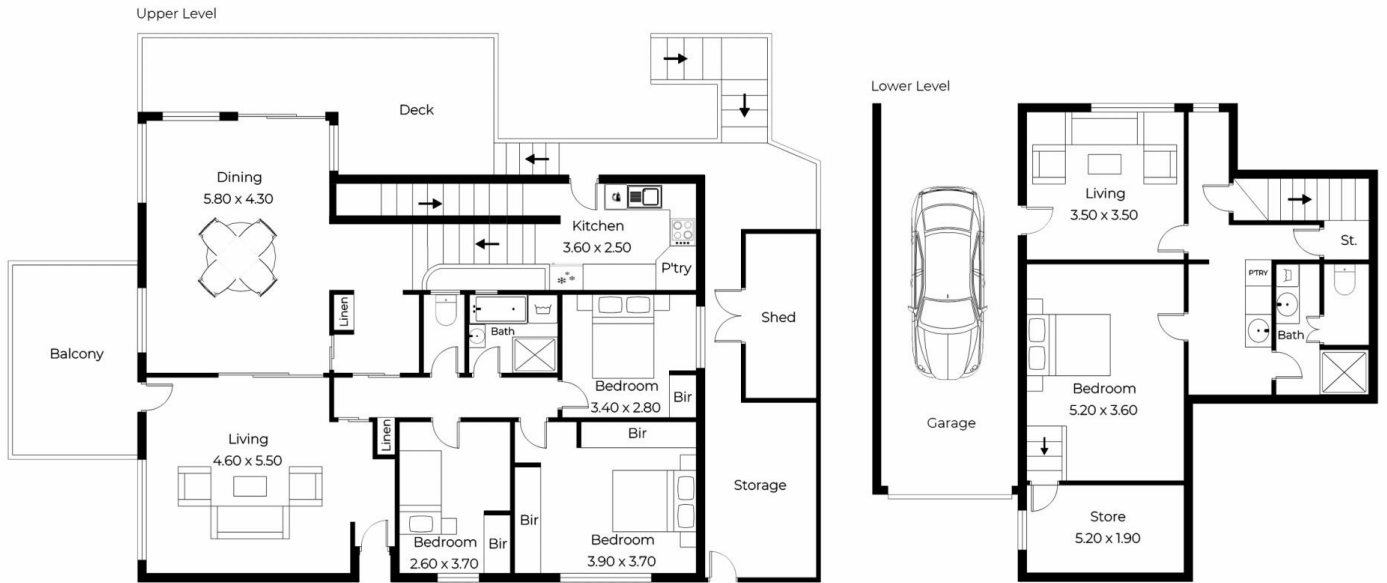 Upper Level
Deck
Dining
5.80 x 4.30
Kitchen
3.60 x 2.50
P'try
Linen
Bath
Shed
Balcony
Bedroom
3.40 x 2.80
Bir
Living
4.60 x 5.50
Linen
Bir
Storage
Bir
Bedroom
2.60 x 3.70
Bir
Bedroom
3.90 x 3.70
Lower Level
Living
3.50 x 3.50
St.
P'TRY
Bath
Bedroom
5.20 x 3.60
Garage
Store
5.20 x 1.90